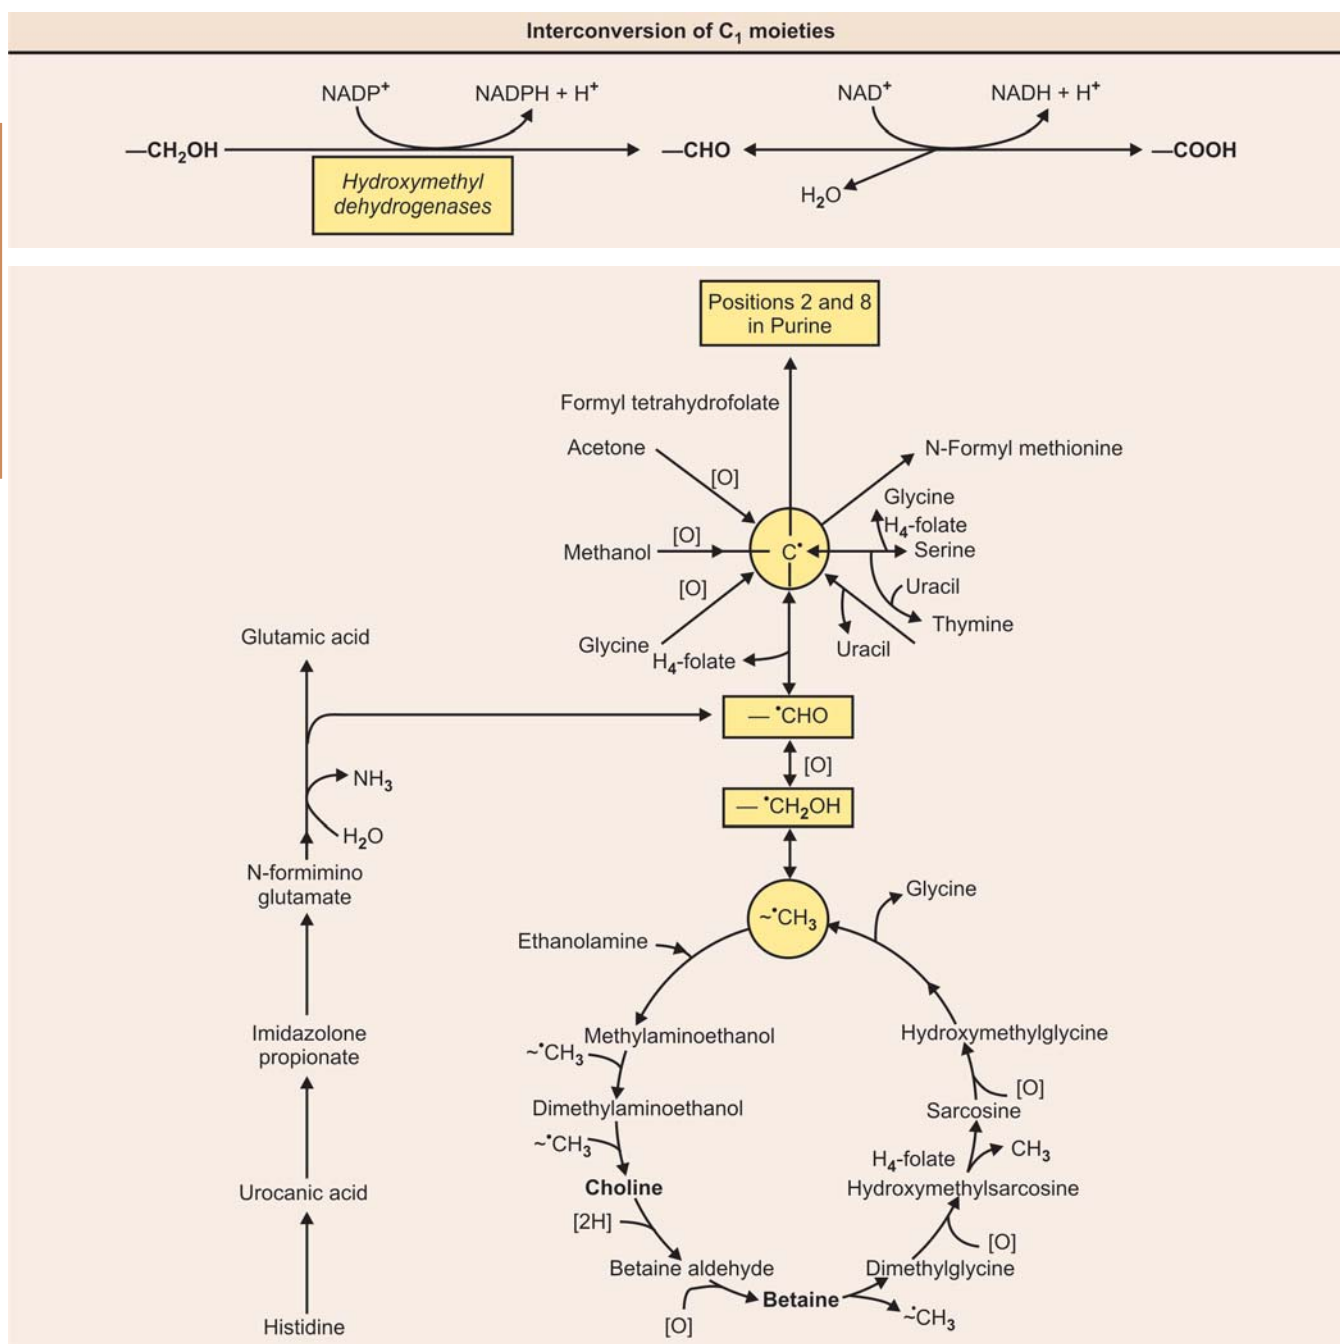 Interconversion of C1 moieties
NADP+
NADPH + H+
NAD+
NADH + H+
—CH2OH
—CHO
—COOH
Hydroxymethyl
dehydrogenases
H2O
Positions 2 and 8
in Purine
Formyl tetrahydrofolate
Acetone
[O]
N-Formyl methionine
Glycine
H4-folate
Methanol
[O]
C•
Serine
[O]
Uracil
Thymine
Glycine
H4-folate
Uracil
Glutamic acid
— •CHO
[O]
— •CH2OH
NH3
H2O
N-formimino
glutamate
~•CH3
Glycine
Ethanolamine
Imidazolone
propionate
Methylaminoethanol
Hydroxymethylglycine
~•CH3
[O]
Dimethylaminoethanol
Sarcosine
~•CH3
H4-folate
CH3
Choline
Hydroxymethylsarcosine
Urocanic acid
[2H]
[O]
Betaine aldehyde
Dimethylglycine
Betaine
[O]
~•CH3
Histidine